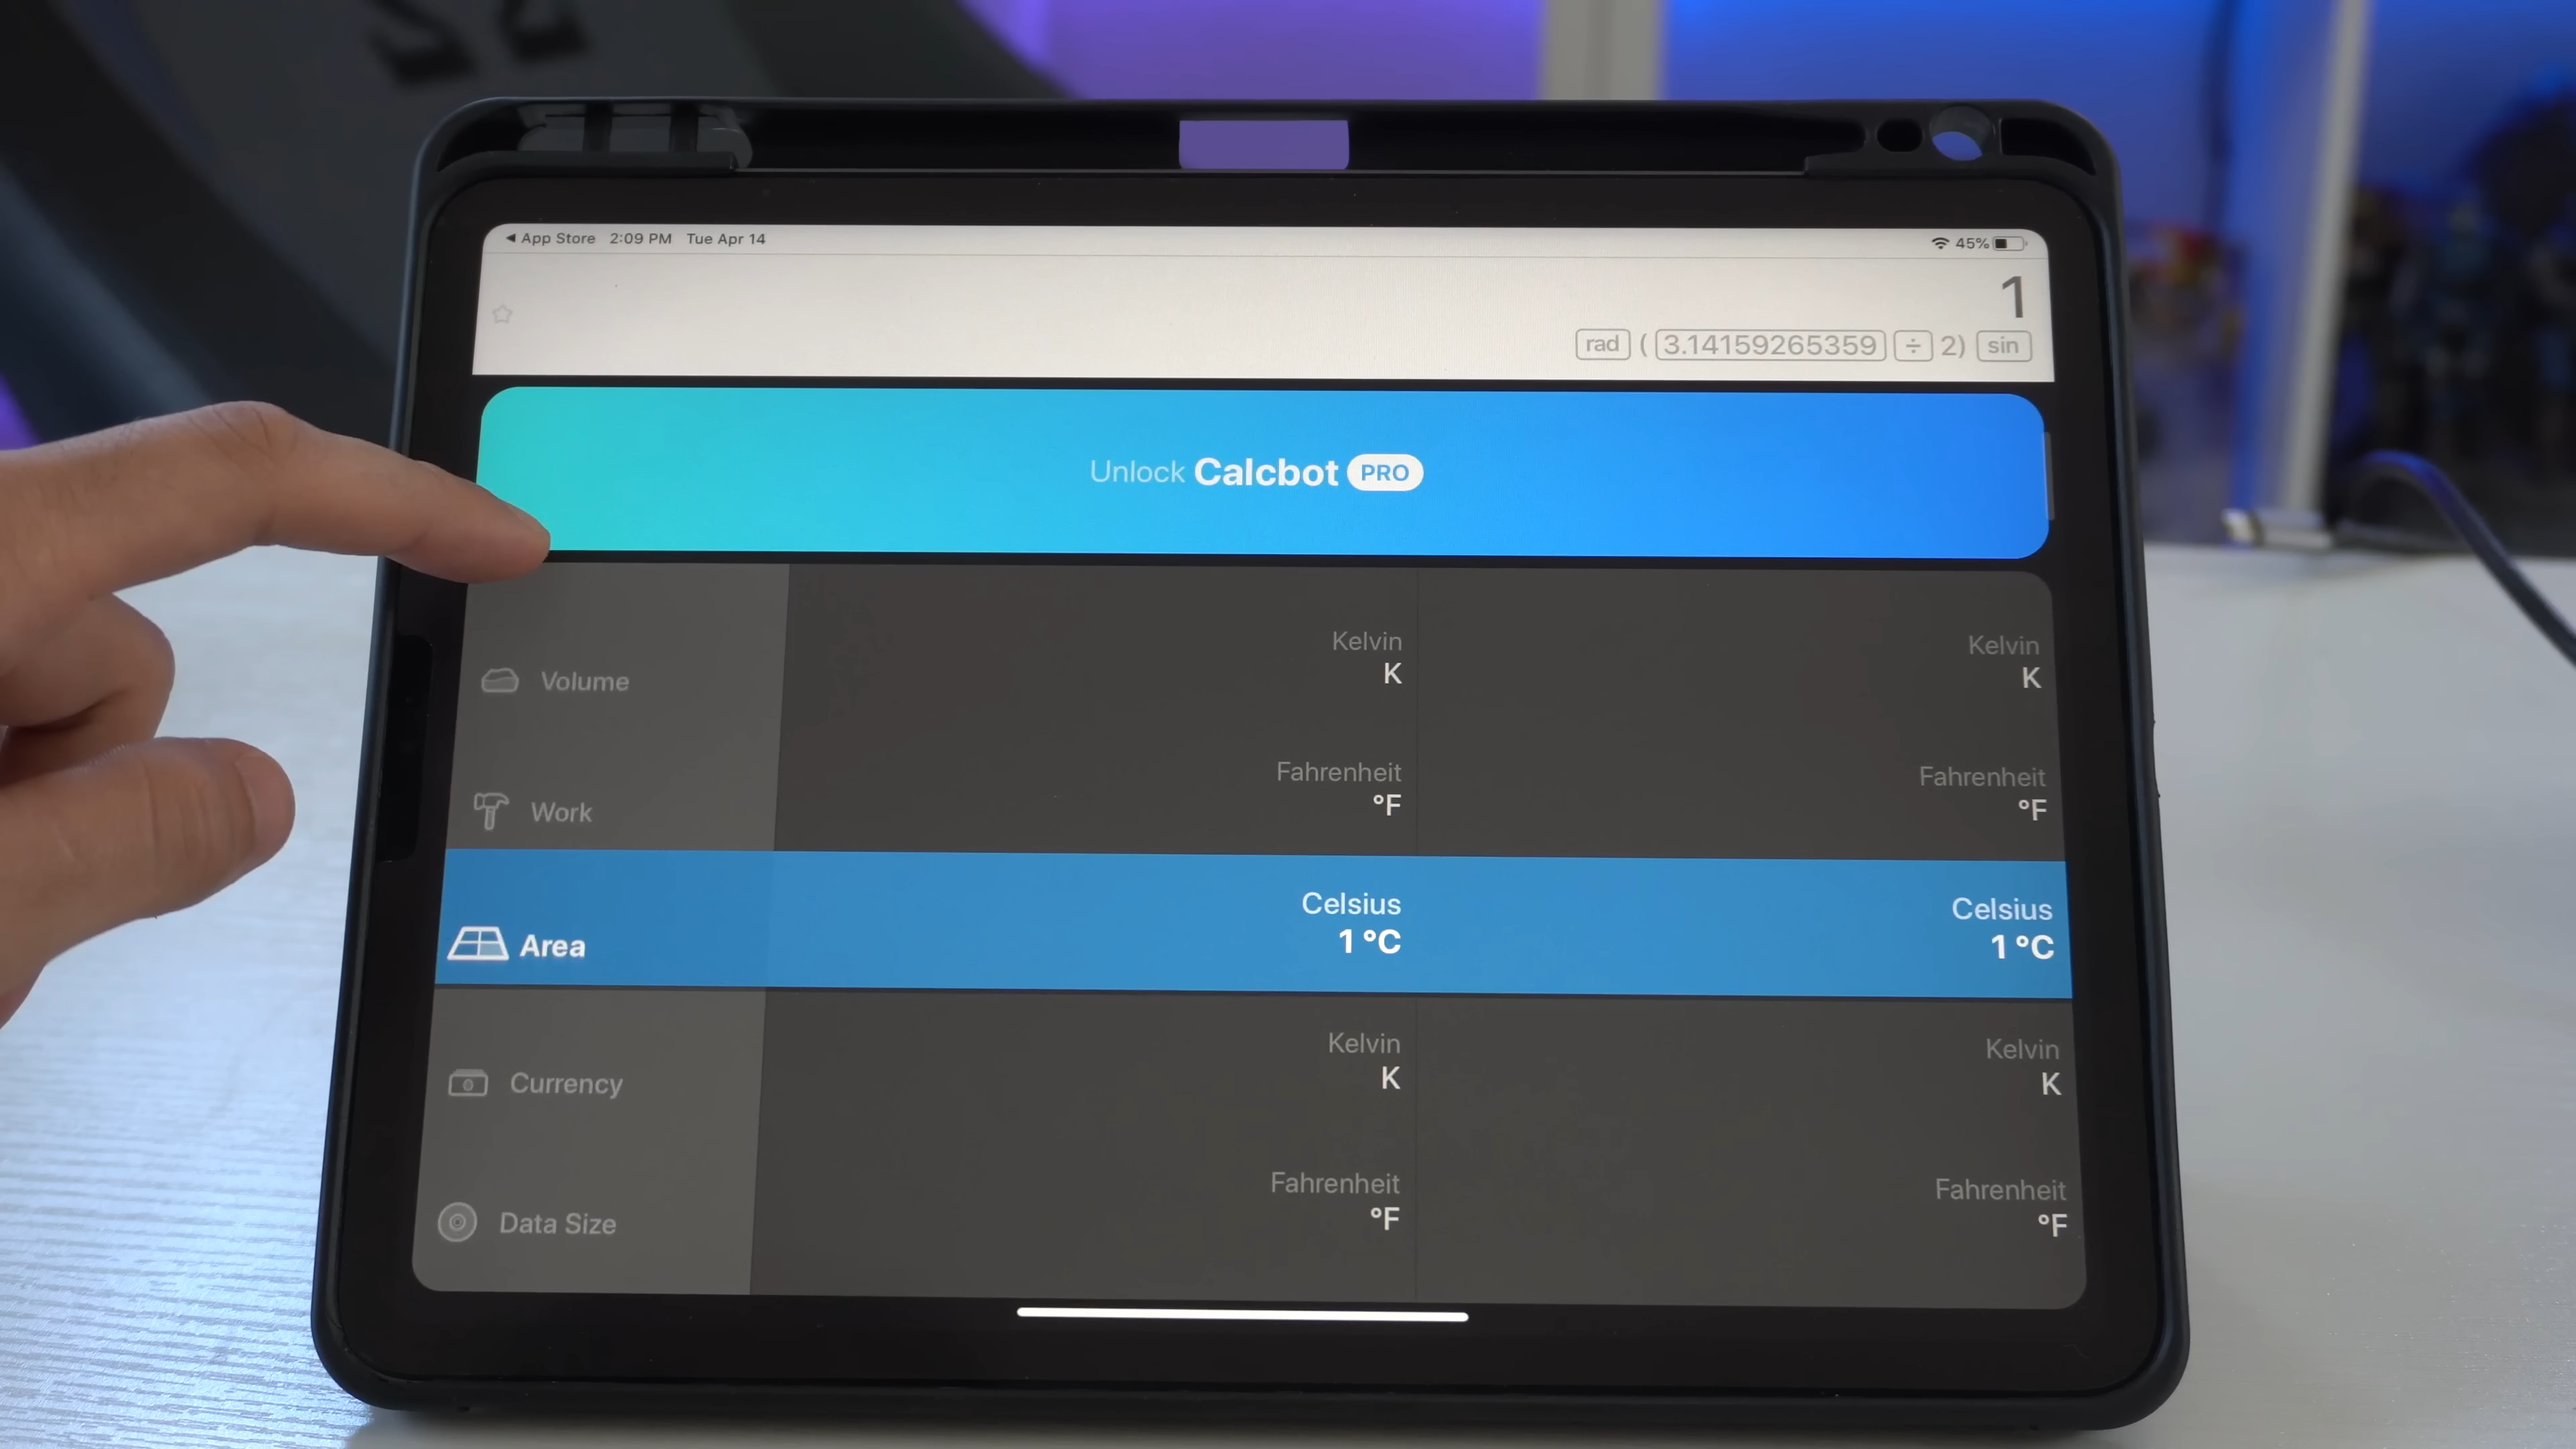 App Store 2:09 PM Tue Apr 14
45%
1
rad ( 3.14159265359 ÷ 2) sin
Unlock Calcbot PRO
Volume
Work
Area
Currency
Data Size
Kelvin
K
Fahrenheit
°F
Celsius
1 °C
Kelvin
K
Fahrenheit
°F
Kelvin
K
Fahrenheit
°F
Celsius
1 °C
Kelvin
K
Fahrenheit
°F